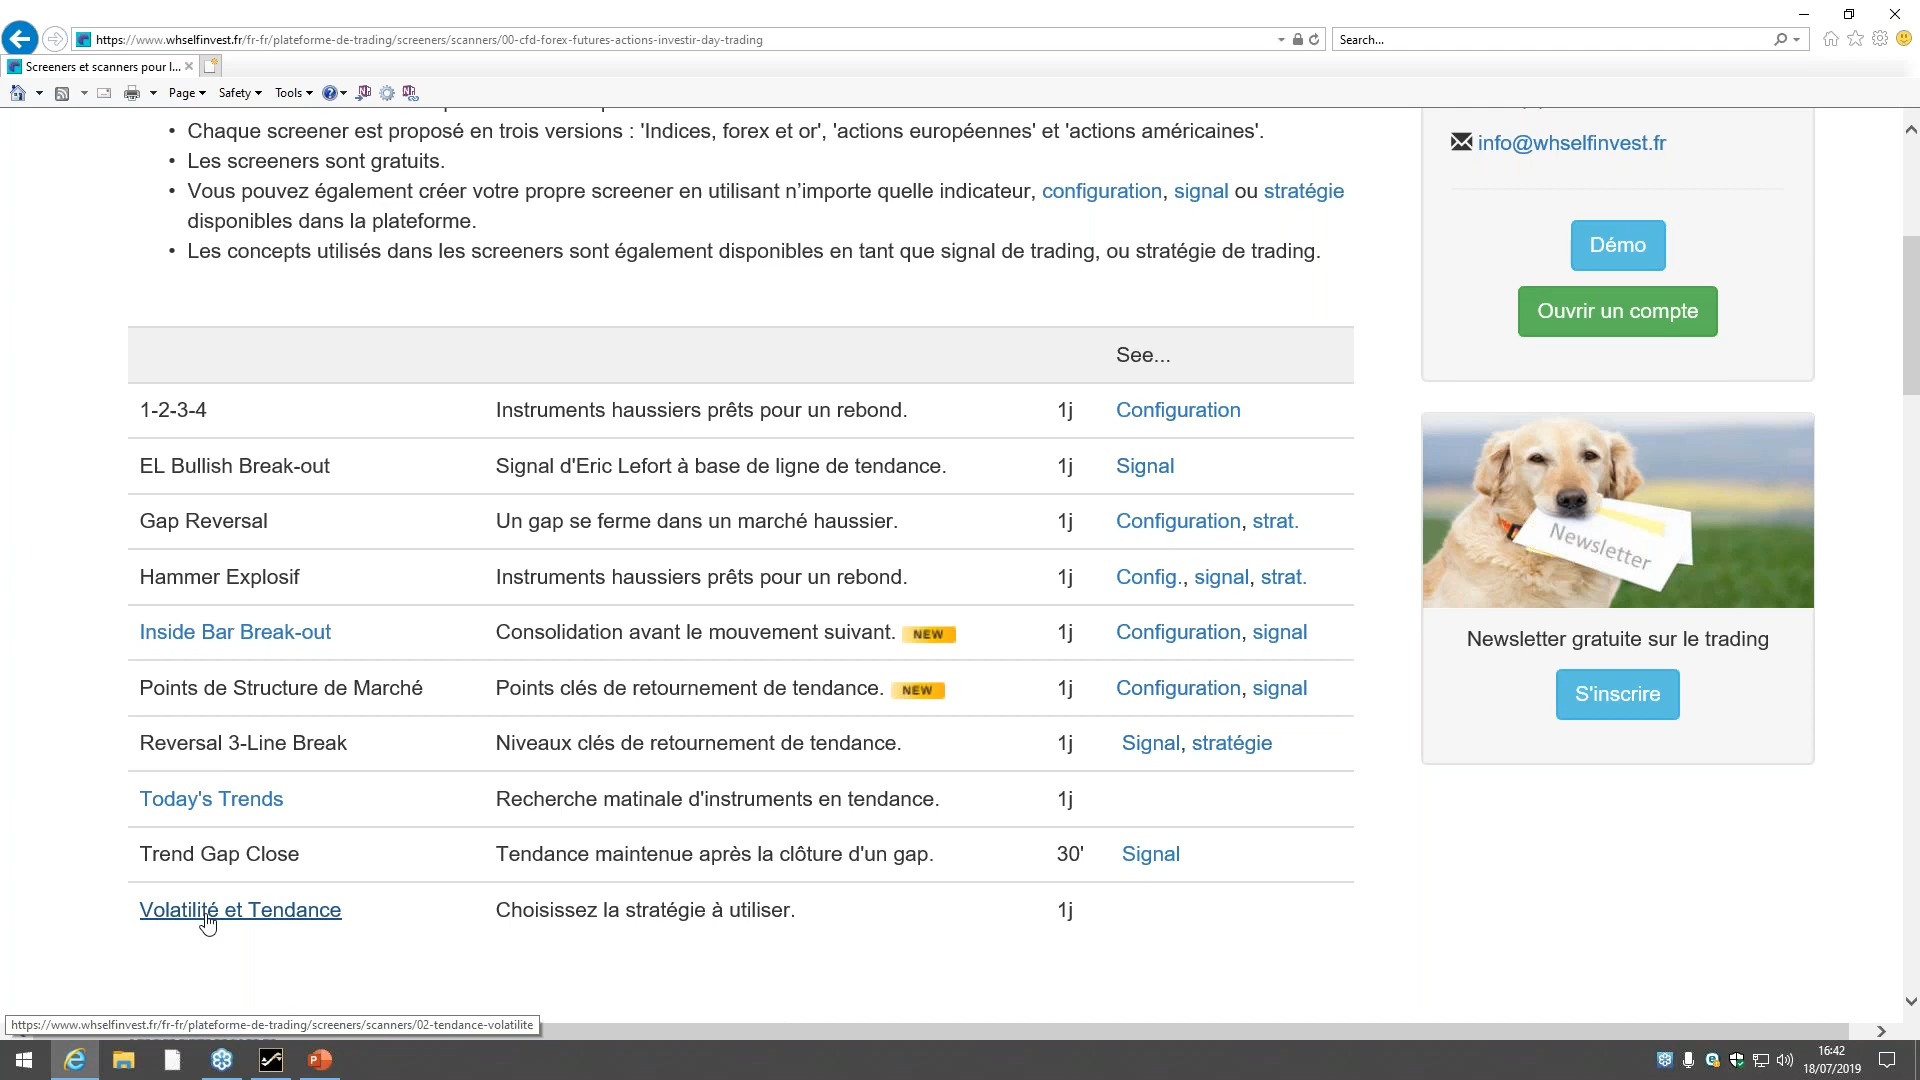 https://www.whselfinvest.fr/fr-fr/plateforme-de-trading/screeners/scanners/00-cfd-forex-futures-actions-investir-day-trading
Search...
Screeners et scanners pour l...
Page Safety Tools
• Chaque screener est proposé en trois versions : 'Indices, forex et or', 'actions européennes' et 'actions américaines'.
• Les screeners sont gratuits.
• Vous pouvez également créer votre propre screener en utilisant n'importe quelle indicateur, configuration, signal ou stratégie
disponibles dans la plateforme.
• Les concepts utilisés dans les screeners sont également disponibles en tant que signal de trading, ou stratégie de trading.
See...
1-2-3-4 Instruments haussiers prêts pour un rebond. 1j Configuration
EL Bullish Break-out Signal d'Eric Lefort à base de ligne de tendance. 1j Signal
Gap Reversal Un gap se ferme dans un marché haussier. 1j Configuration, strat.
Hammer Explosif Instruments haussiers prêts pour un rebond. 1j Config., signal, strat.
Inside Bar Break-out Consolidation avant le mouvement suivant. NEW 1j Configuration, signal
Points de Structure de Marché Points clés de retournement de tendance. NEW 1j Configuration, signal
Reversal 3-Line Break Niveaux clés de retournement de tendance. 1j Signal, stratégie
Today's Trends Recherche matinale d'instruments en tendance. 1j
Trend Gap Close Tendance maintenue après la clôture d'un gap. 30' Signal
Volatilité et Tendance Choisissez la stratégie à utiliser. 1j
info@whselfinvest.fr
Démo
Ouvrir un compte
Newsletter
Newsletter gratuite sur le trading
S'inscrire
https://www.whselfinvest.fr/fr-fr/plateforme-de-trading/screeners/scanners/02-tendance-volatilite
16:42
18/07/2019